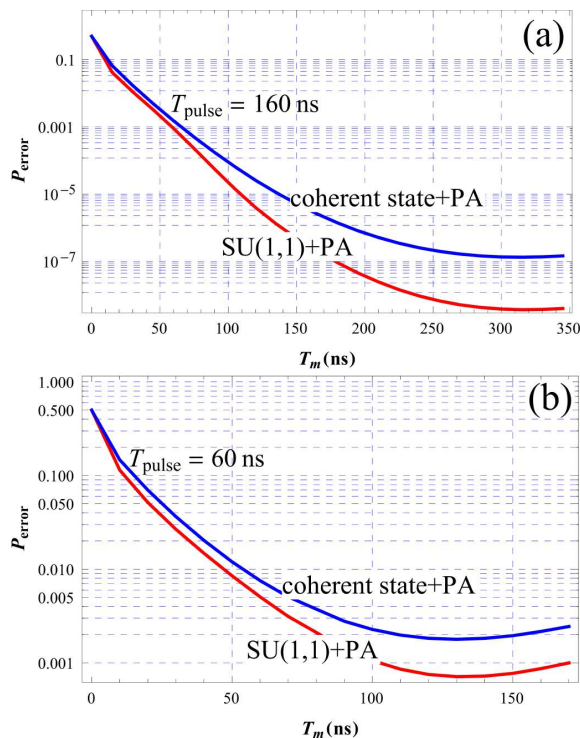 (a)
0.1
T_pulse = 160 ns
0.001
10^-5
coherent state+PA
SU(1,1)+PA
10^-7
P_error
0 50 100 150 200 250 300 350
T_m (ns)
1.000
(b)
0.500
T_pulse = 60 ns
0.100
0.050
P_error
0.010
0.005
coherent state+PA
SU(1,1)+PA
0.001
0 50 100 150
T_m (ns)